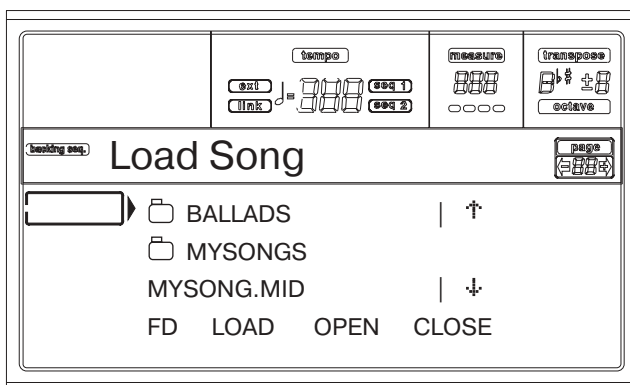 tempo
measure
transpose
ext
link
seq 1
seq 2
octave
backing seq.
Load Song
page
BALLADS
MYSONGS
MYSONG.MID
FD LOAD OPEN CLOSE